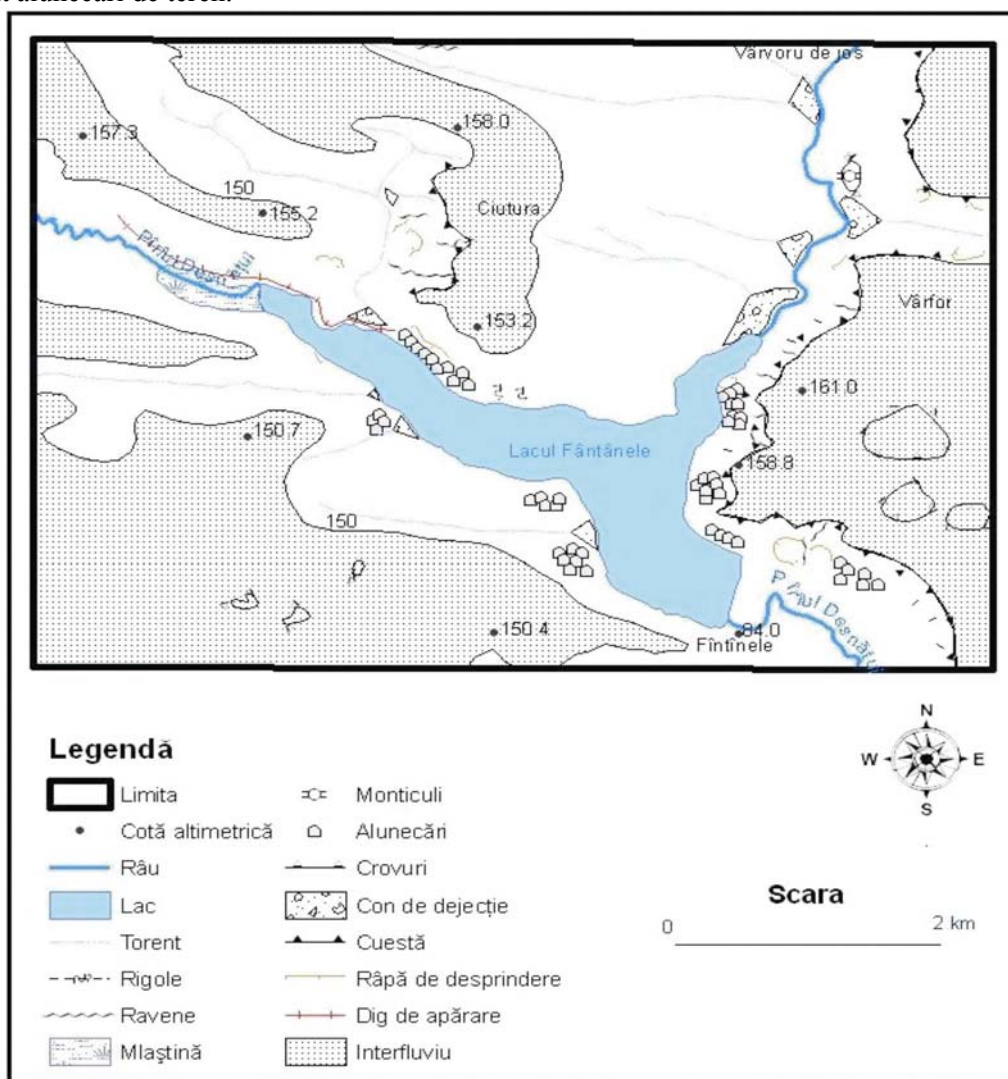 t alunecări de teren.
Vârvoru de jos
157.3
158.0
150
155.2
Ciutura
Pîrîul Desnățui
Vârfor
153.2
161.0
150.7
Lacul Fântânele
158.8
150
150.4
84.0
Fîntînele
Desnățui
Legendă
Limita
Cotă altimetrică
Râu
Lac
Torent
Rigole
Ravene
Mlaştină
Monticuli
Alunecări
Crovuri
Con de dejecție
Cuestă
Râpă de desprindere
Dig de apărare
Interfluviu
N
W
E
S
Scara
0
2 km